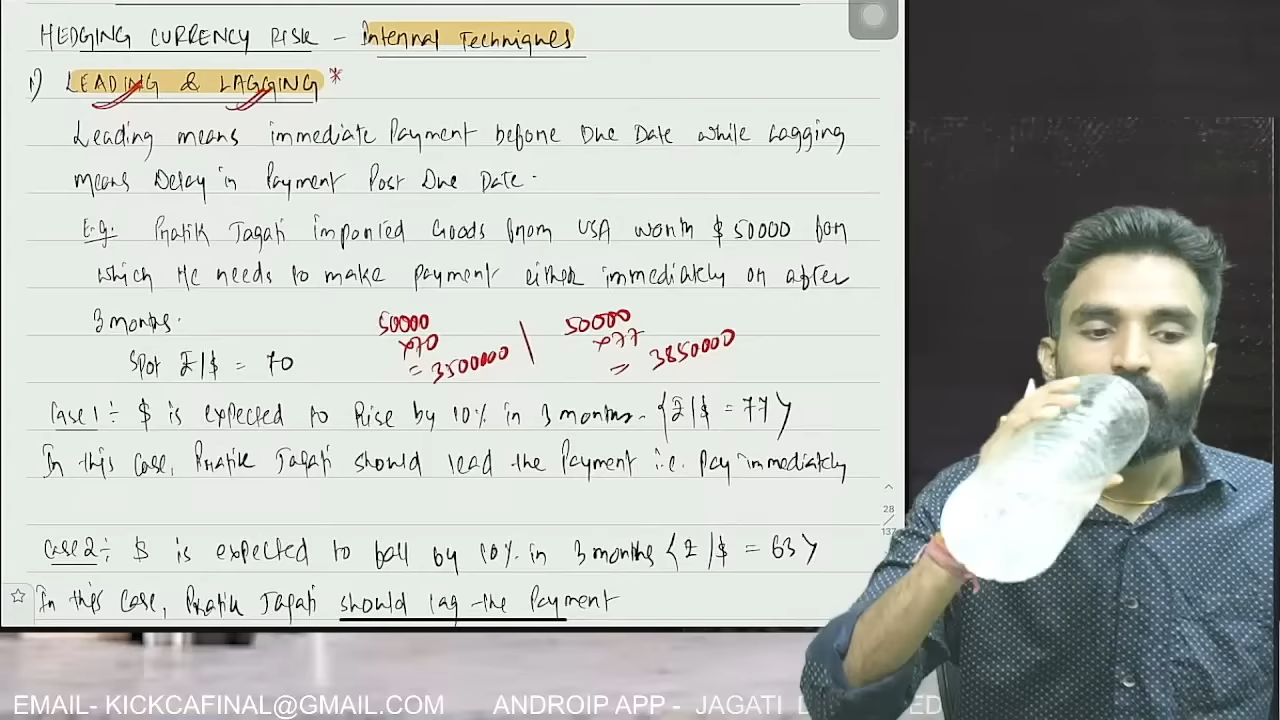 HEDGING CURRENCY RISK - Internal Techniques
1) LEADING & LAGGING *
Leading means immediate Payment before Due Date while Lagging
means Delay in Payment Post Due Date.
E.g. Pratik Jagati imported Goods from USA worth $ 50000 for
which He needs to make payment either immediately or after
3 months.
50000 50000
×70 ×77
Spot ₹/$ = 70 = 3500000 = 3850000
Case 1 ÷ $ is expected to Rise by 10% in 3 months - {₹/$ = 77}
In this Case, Pratik Jagati should lead the Payment i.e. Pay immediately
28
/
137
Case 2 ÷ $ is expected to fall by 10% in 3 months {₹/$ = 63}
In this Case, Pratik Jagati should lag the Payment
EMAIL- KICKCAFINAL@GMAIL.COM ANDROIP APP - JAGATI